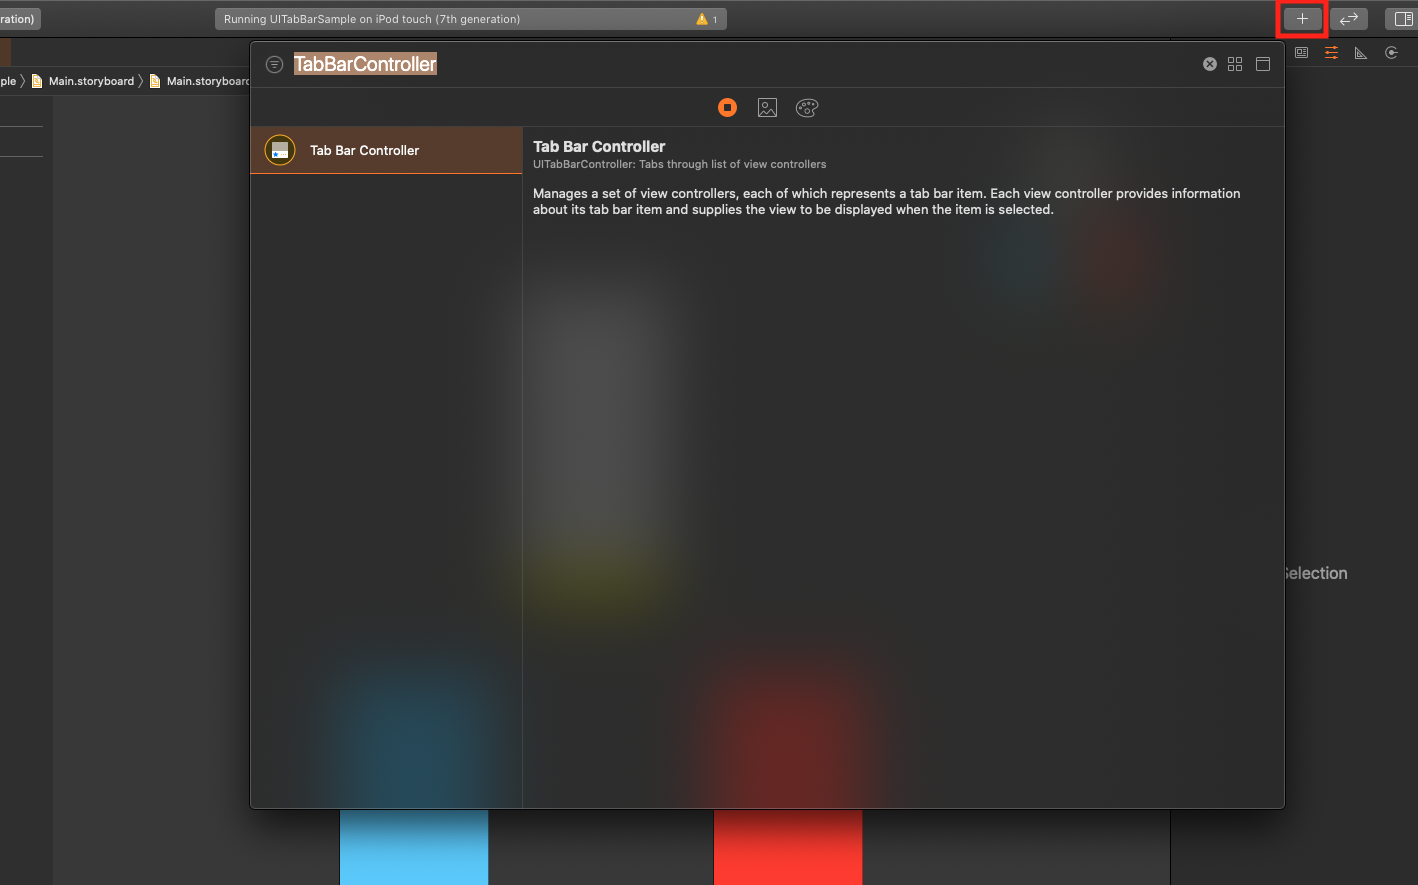 ration)
Running UITabBarSample on iPod touch (7th generation)
1
TabBarController
ple
Main.storyboard
Main.storyboard
Tab Bar Controller
Tab Bar Controller
UITabBarController: Tabs through list of view controllers
Manages a set of view controllers, each of which represents a tab bar item. Each view controller provides information
about its tab bar item and supplies the view to be displayed when the item is selected.
Selection